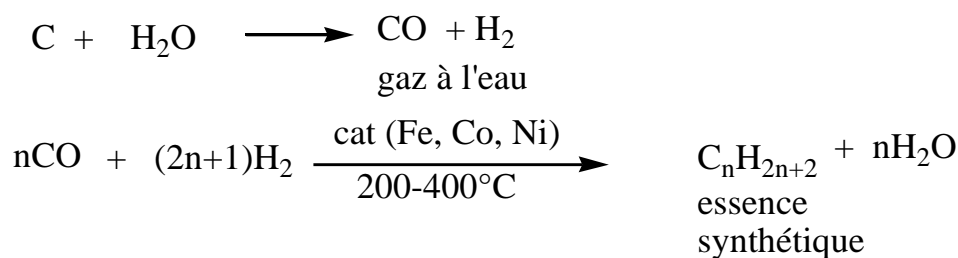 C + H₂O ⟶ CO + H₂
gaz à l'eau
cat (Fe, Co, Ni)
nCO + (2n+1)H₂ ⟶ CₙH₂ₙ₊₂ + nH₂O
200-400°C
essence
synthétique